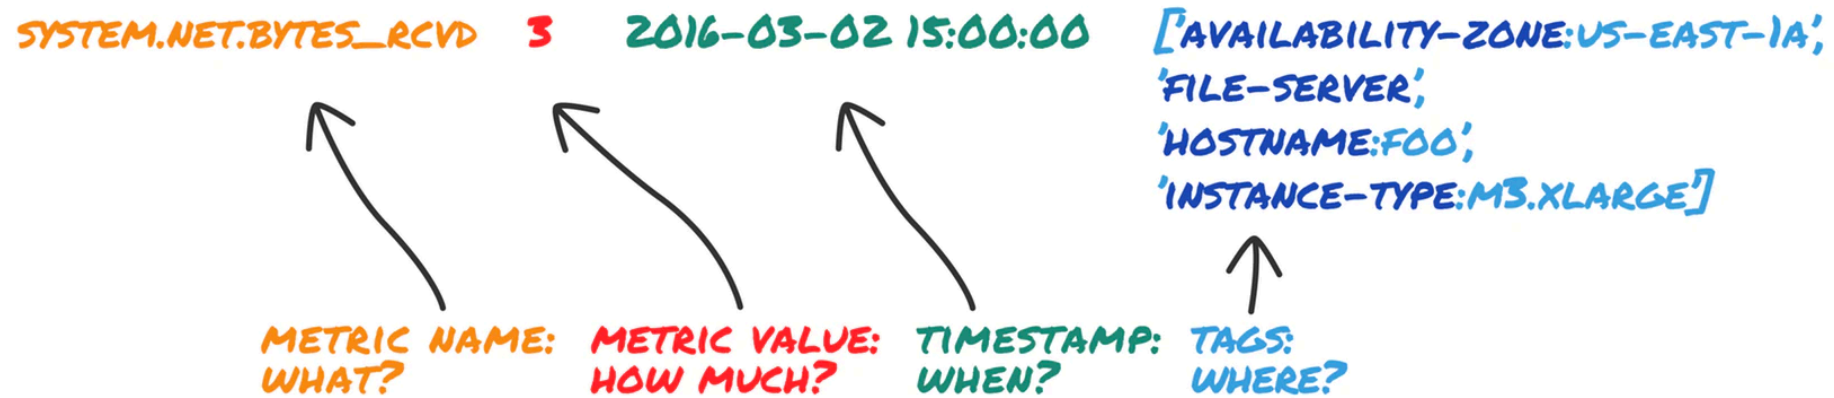 SYSTEM.NET.BYTES_RCVD 3 2016-03-02 15:00:00 ['AVAILABILITY-ZONE:US-EAST-1A',
'FILE-SERVER',
'HOSTNAME:FOO',
'INSTANCE-TYPE:M3.XLARGE']
METRIC NAME: METRIC VALUE: TIMESTAMP: TAGS:
WHAT? HOW MUCH? WHEN? WHERE?